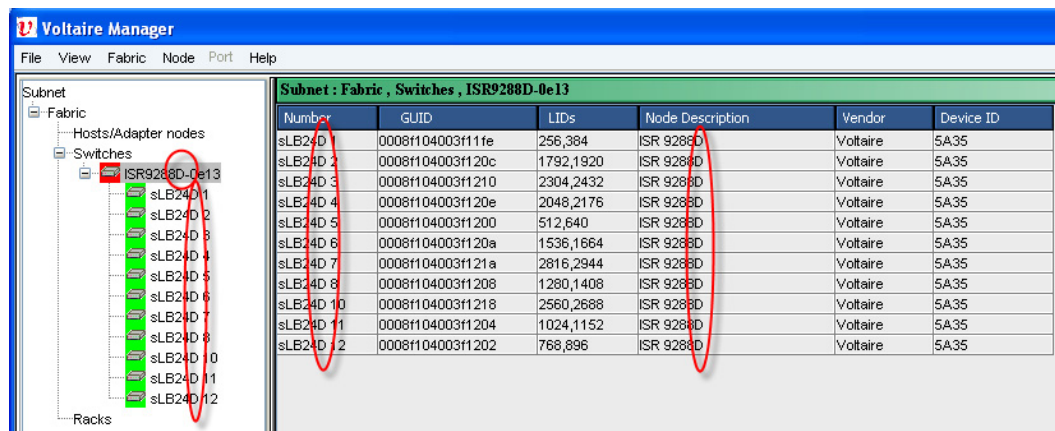 Voltaire Manager
File View Fabric Node Port Help
Subnet
Fabric
Hosts/Adapter nodes
Switches
ISR9288D-0e13
sLB24D 1
sLB24D 2
sLB24D 3
sLB24D 4
sLB24D 5
sLB24D 6
sLB24D 7
sLB24D 8
sLB24D 10
sLB24D 11
sLB24D 12
Racks
Subnet : Fabric , Switches , ISR9288D-0e13
Number GUID LIDs Node Description Vendor Device ID
sLB24D 1 0008f104003f11fe 256,384 ISR 9288D Voltaire 5A35
sLB24D 2 0008f104003f120c 1792,1920 ISR 9288D Voltaire 5A35
sLB24D 3 0008f104003f1210 2304,2432 ISR 9288D Voltaire 5A35
sLB24D 4 0008f104003f120e 2048,2176 ISR 9288D Voltaire 5A35
sLB24D 5 0008f104003f1200 512,640 ISR 9288D Voltaire 5A35
sLB24D 6 0008f104003f120a 1536,1664 ISR 9288D Voltaire 5A35
sLB24D 7 0008f104003f121a 2816,2944 ISR 9288D Voltaire 5A35
sLB24D 8 0008f104003f1208 1280,1408 ISR 9288D Voltaire 5A35
sLB24D 10 0008f104003f1218 2560,2688 ISR 9288D Voltaire 5A35
sLB24D 11 0008f104003f1204 1024,1152 ISR 9288D Voltaire 5A35
sLB24D 12 0008f104003f1202 768,896 ISR 9288D Voltaire 5A35